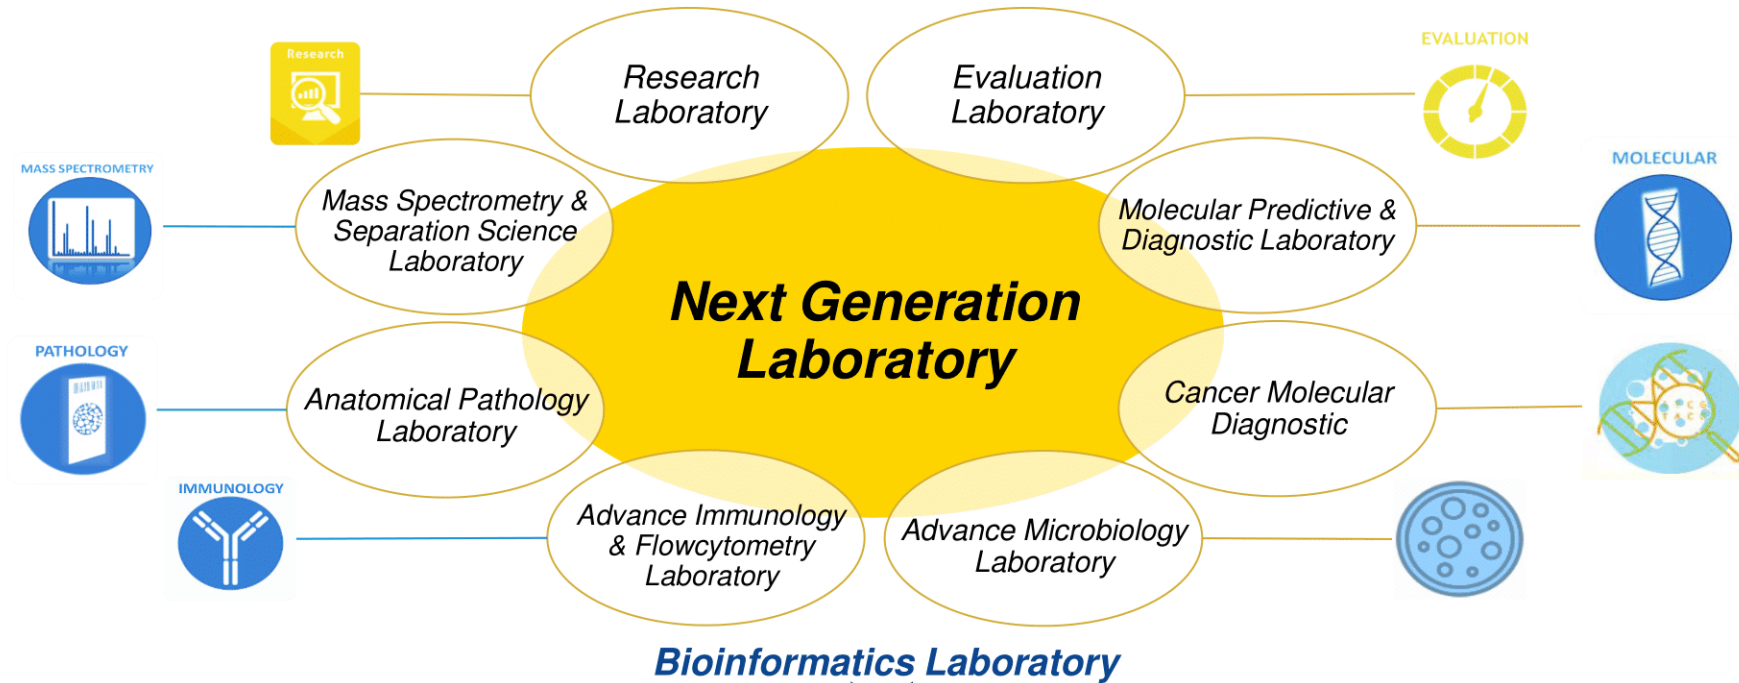 Research
Research
Laboratory
Evaluation
Laboratory
EVALUATION
MASS SPECTROMETRY
Mass Spectrometry &
Separation Science
Laboratory
Molecular Predictive &
Diagnostic Laboratory
MOLECULAR
Next Generation
Laboratory
PATHOLOGY
Anatomical Pathology
Laboratory
Cancer Molecular
Diagnostic
IMMUNOLOGY
Advance Immunology
& Flowcytometry
Laboratory
Advance Microbiology
Laboratory
Bioinformatics Laboratory